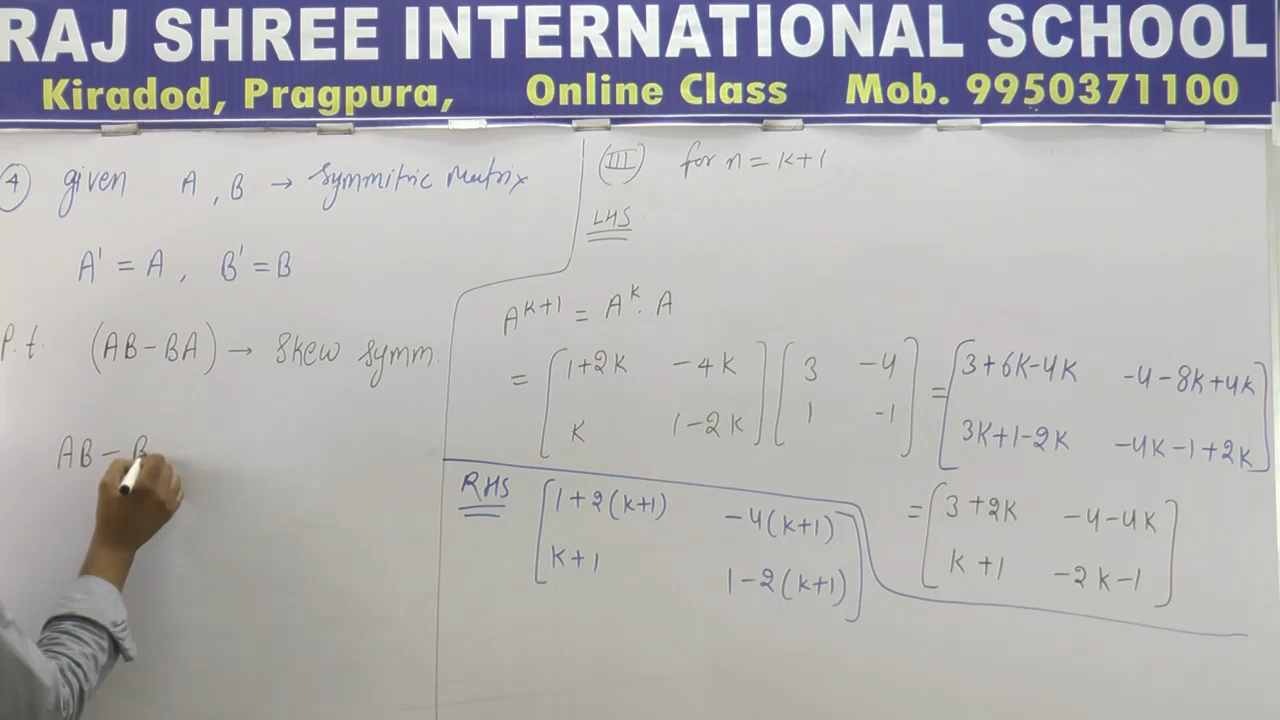 RAJ SHREE INTERNATIONAL SCHOOL
Kiradod, Pragpura, Online Class Mob. 9950371100
④ given A, B → Symmitric Matrix
A' = A, B' = B
P.t. (AB - BA) → Skew Symm.
AB - B
(III) for n = k+1
LHS
A^{k+1} = A^k . A
= [1+2k -4k
k 1-2k] [3 -4
1 -1] = [3+6k-4k -4-8k+4k
3k+1-2k -4k-1+2k]
= [3+2k -4-4k
k+1 -2k-1]
RHS [1+2(k+1) -4(k+1)
k+1 1-2(k+1)]